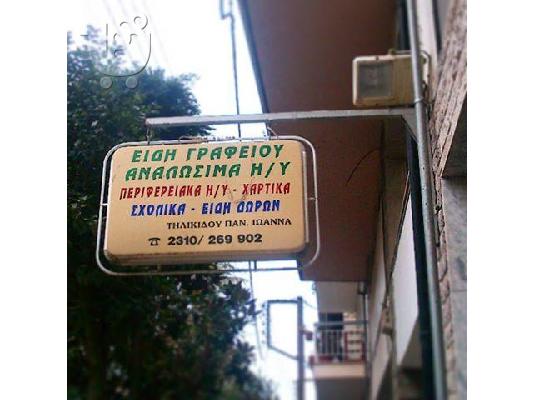 ΕΙΔΗ ΓΡΑΦΕΙΟΥ
ΑΝΑΛΩΣΙΜΑ Η/Υ
ΠΕΡΙΦΕΡΕΙΑΚΑ Η/Υ - ΧΑΡΤΙΚΑ
ΣΧΟΛΙΚΑ - ΕΙΔΗ ΔΩΡΩΝ
ΤΗΛΙΚΙΔΟΥ ΠΑΝ. ΙΩΑΝΝΑ
☎ 2310/ 269 902